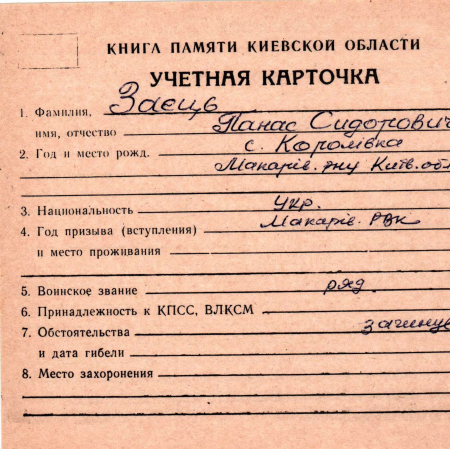 КНИГА ПАМЯТИ КИЕВСКОЙ ОБЛАСТИ
УЧЕТНАЯ КАРТОЧКА
1. Фамилия, Заєць
имя, отчество Панас Сидорович
2. Год и место рожд. с. Королівка
Макарів. р-ну Київ. обл
3. Национальность укр.
4. Год призыва (вступления) Макарів. РВК
и место проживания
5. Воинское звание ряд.
6. Принадлежность к КПСС, ВЛКСМ
7. Обстоятельства загинув
и дата гибели
8. Место захоронения